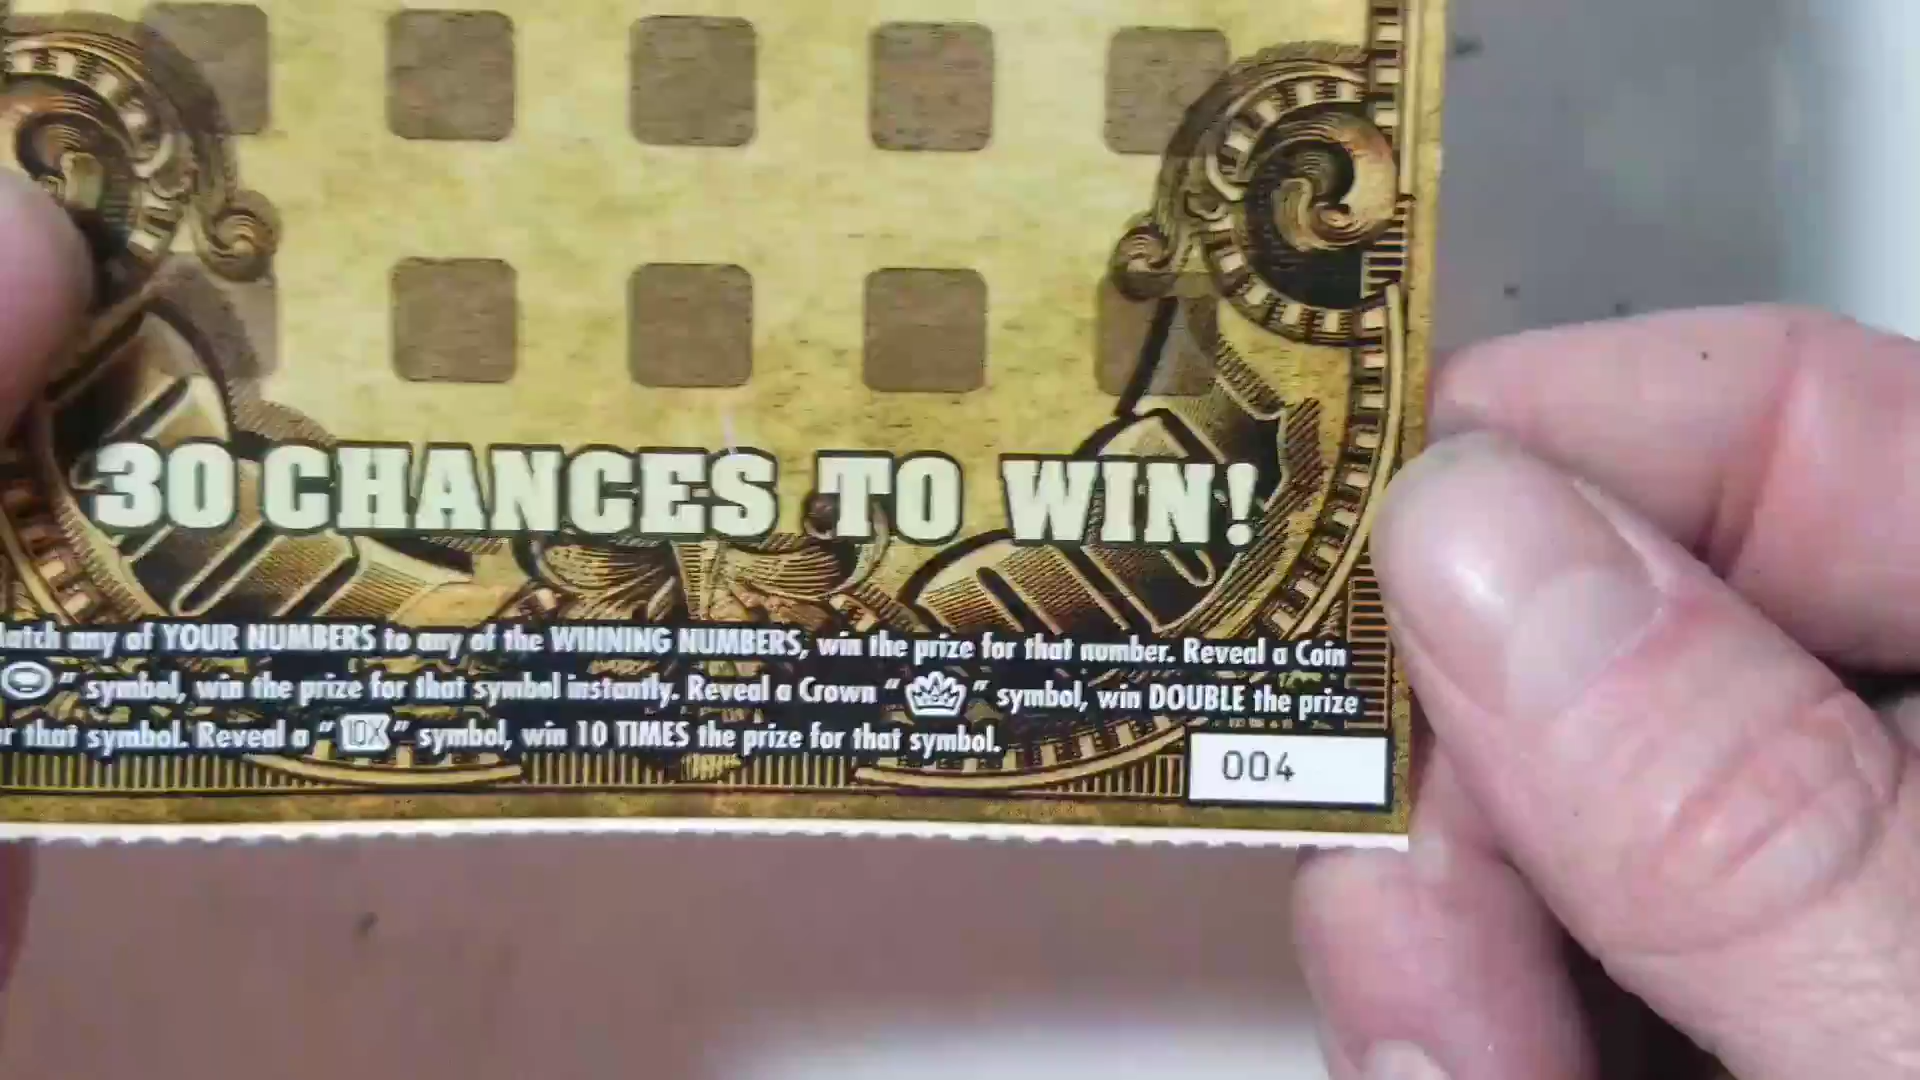 30 CHANCES TO WIN!
any of YOUR NUMBERS to any of the WINNING NUMBERS, win the prize for that number. Reveal a Coin
" symbol, win the prize for that symbol instantly. Reveal a Crown " " symbol, win DOUBLE the prize
that symbol. Reveal a "10X" symbol, win 10 TIMES the prize for that symbol.
004